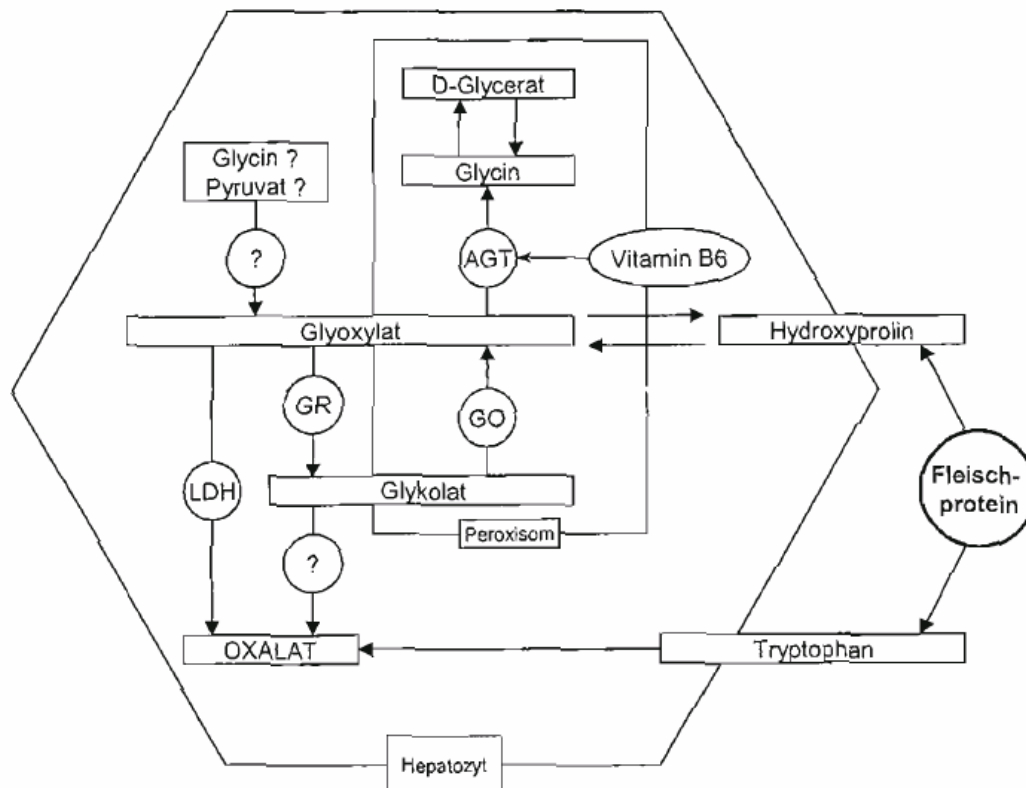 D-Glycerat
Glycin ?
Pyruvat ?
Glycin
?
AGT
Vitamin B6
Glyoxylat
Hydroxyprolin
GR
GO
LDH
Glykolat
Fleisch-
protein
Peroxisom
?
OXALAT
Tryptophan
Hepatozyt